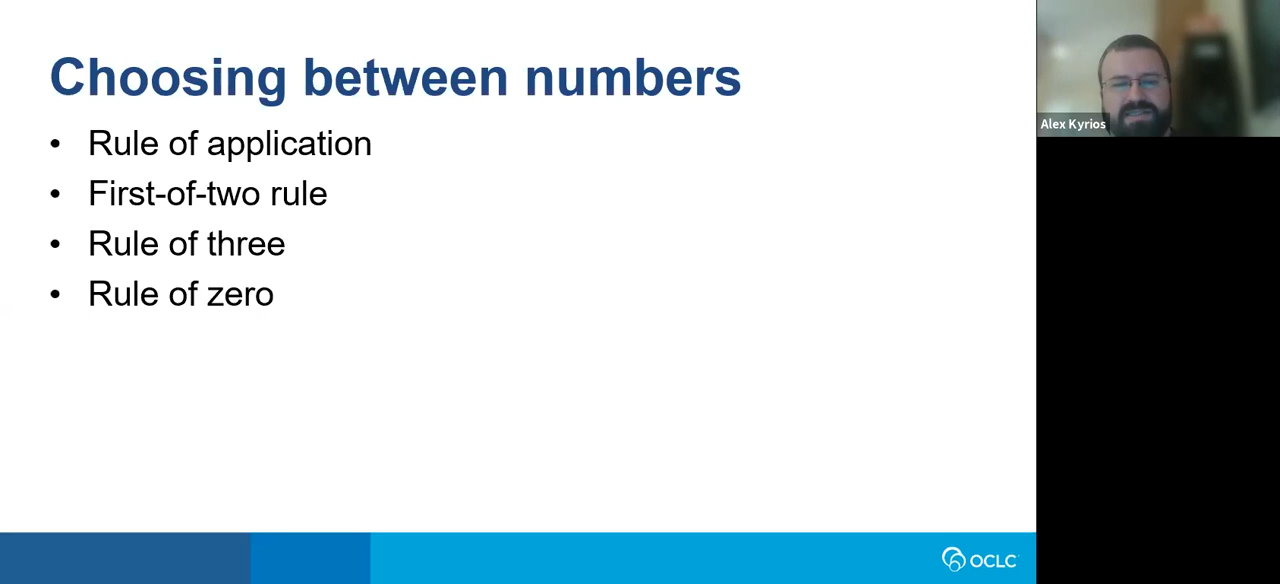 Choosing between numbers
• Rule of application
• First-of-two rule
• Rule of three
• Rule of zero
Alex Kyrios
OCLC